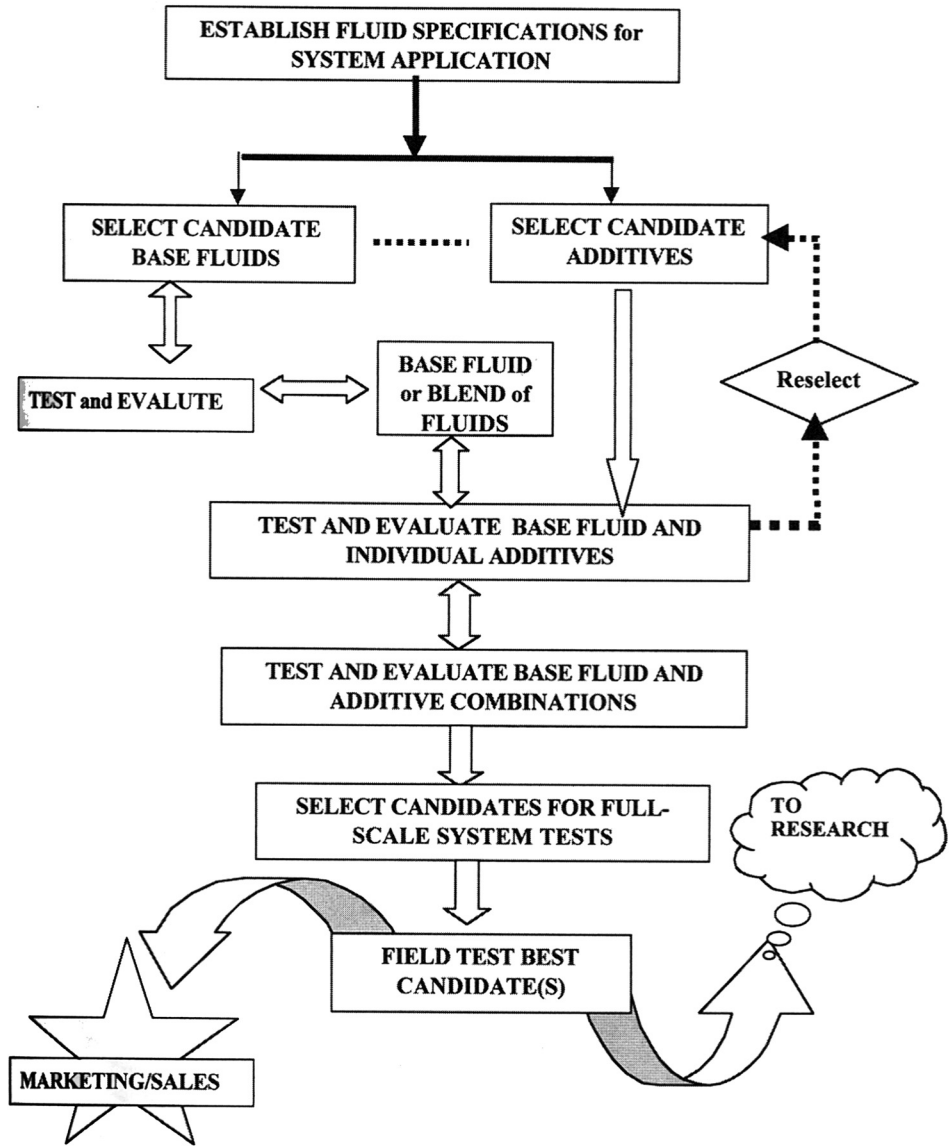 ESTABLISH FLUID SPECIFICATIONS for
SYSTEM APPLICATION
SELECT CANDIDATE
BASE FLUIDS
SELECT CANDIDATE
ADDITIVES
BASE FLUID
or BLEND of
FLUIDS
Reselect
TEST and EVALUTE
TEST AND EVALUATE BASE FLUID AND
INDIVIDUAL ADDITIVES
TEST AND EVALUATE BASE FLUID AND
ADDITIVE COMBINATIONS
SELECT CANDIDATES FOR FULL-
SCALE SYSTEM TESTS
TO
RESEARCH
FIELD TEST BEST
CANDIDATE(S)
MARKETING/SALES